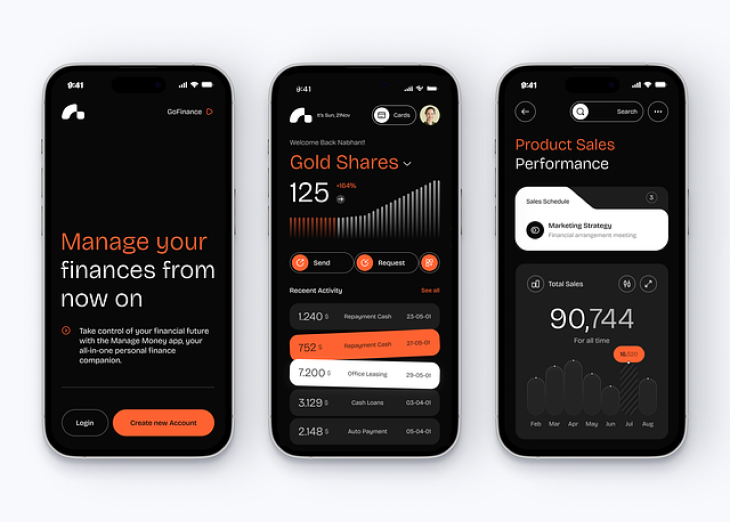 9:41
GoFinance
Manage your
finances from
now on
Take control of your financial future
with the Manage Money app, your
all-in-one personal finance
companion.
Login
Create new Account
9:41
It's Sun, 21Nov
Cards
Welcome Back Nabhant!
Gold Shares
125
+164%
Send
Request
Receent Activity
See all
1.240 $ Repayment Cash 23-05-01
752 $ Repayment Cash 27-05-01
7.200 $ Office Leasing 29-05-01
3.129 $ Cash Loans 03-04-01
2.148 $ Auto Payment 05-04-01
9:41
Search
Product Sales
Performance
Sales Schedule
3
Marketing Strategy
Financial arrangement meeting
Total Sales
90,744
For all time
Feb Mar Apr May Jun Jul Aug